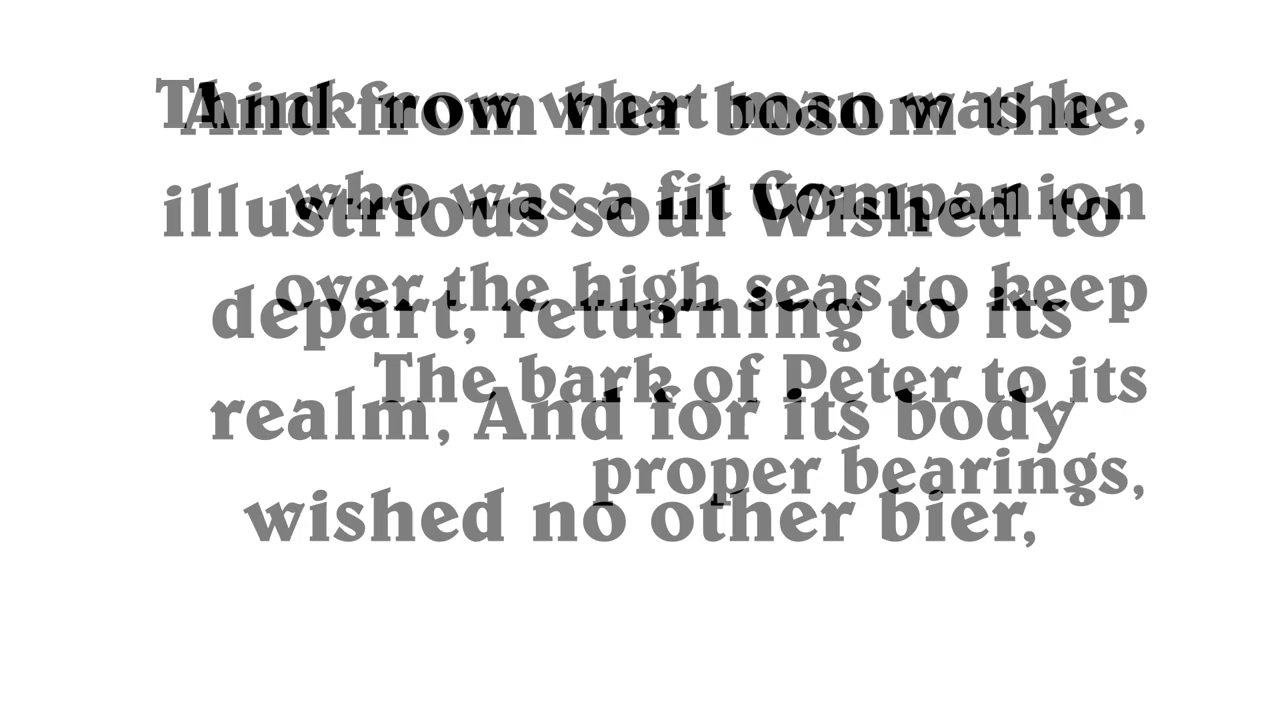 Think now what man was he,
who was a fit Companion
over the high seas to keep
The bark of Peter to its
proper bearings,
And from her bosom the
illustrious soul Wished to
depart, returning to its
realm, And for its body
wished no other bier,